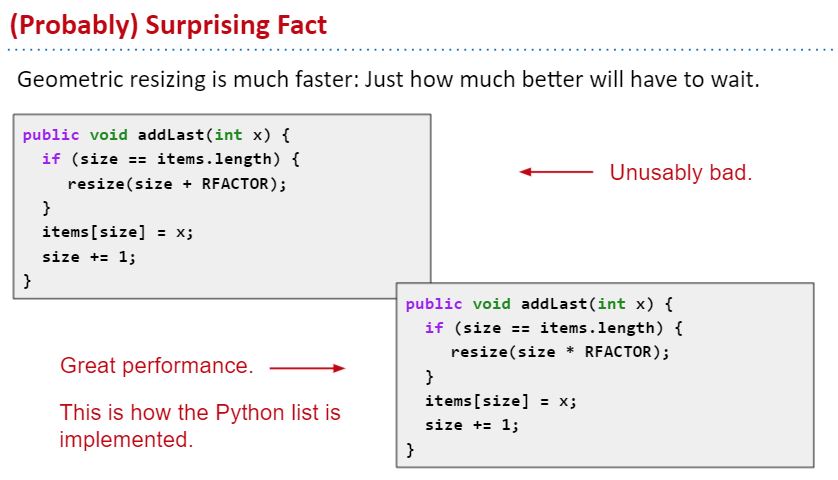 (Probably) Surprising Fact
Geometric resizing is much faster: Just how much better will have to wait.
public void addLast(int x) {
if (size == items.length) {
resize(size + RFACTOR);
}
items[size] = x;
size += 1;
}
Unusably bad.
public void addLast(int x) {
if (size == items.length) {
resize(size * RFACTOR);
}
items[size] = x;
size += 1;
}
Great performance.
This is how the Python list is
implemented.